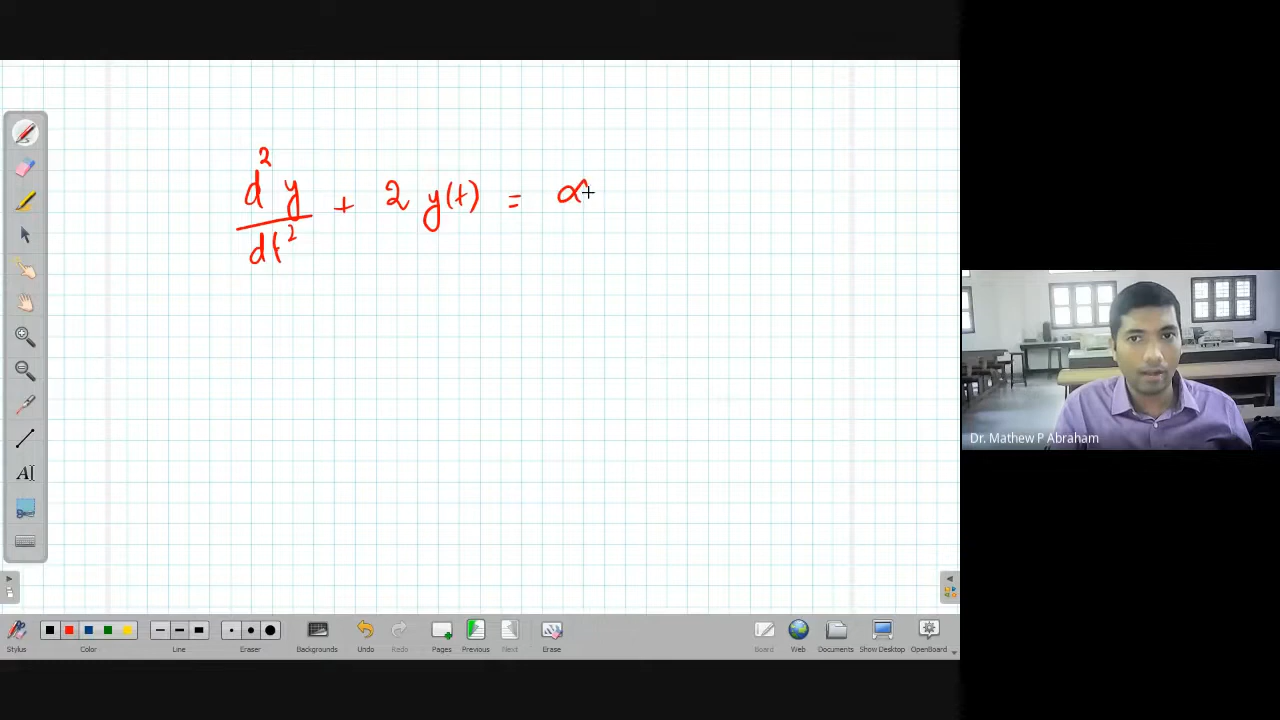 d²y/dt² + 2 y(t) = α
Dr. Mathew P Abraham
AI
Stylus
Color
Line
Eraser
Backgrounds
Undo
Redo
Pages
Previous
Next
Erase
Board
Web
Documents
Show Desktop
OpenBoard